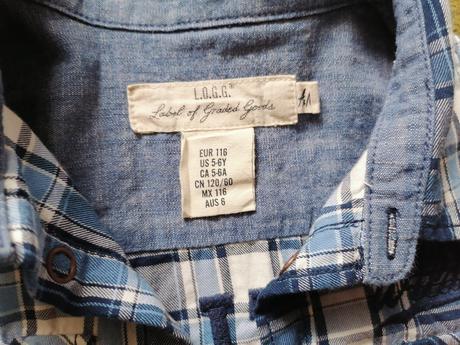 L.O.G.G.
Label of Graded Goods
EUR 116
US 5-6Y
CA 5-6A
CN 120/60
MX 116
AUS 6